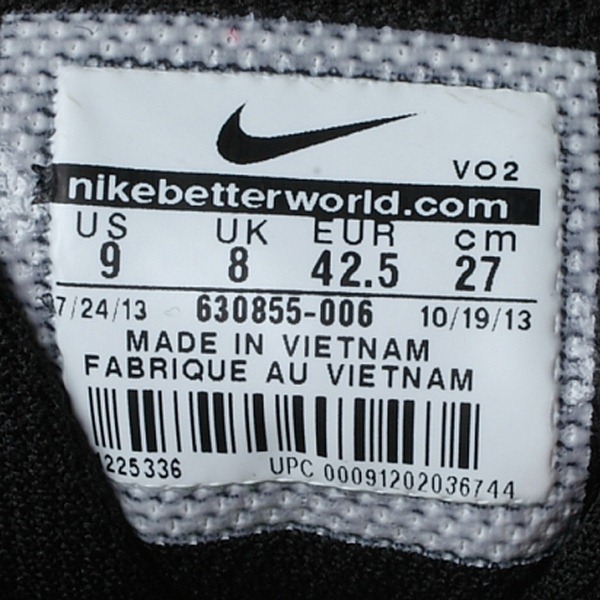 VO2
nikebetterworld.com
US UK EUR cm
9 8 42.5 27
7/24/13 630855-006 10/19/13
MADE IN VIETNAM
FABRIQUE AU VIETNAM
1225336 UPC 00091202036744